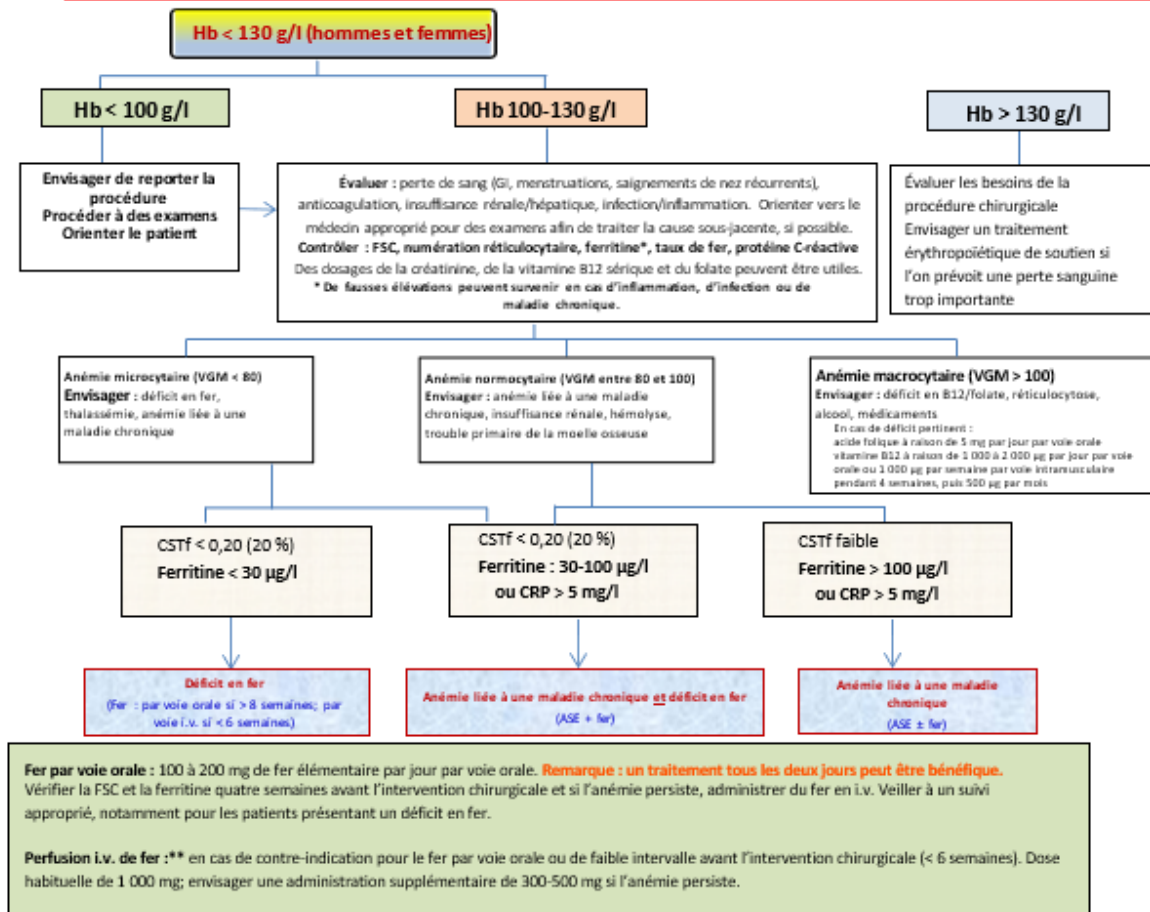 Hb < 130 g/l (hommes et femmes)
Hb < 100 g/l
Hb 100-130 g/l
Hb > 130 g/l
Envisager de reporter la
procédure
Procéder à des examens
Orienter le patient
Évaluer : perte de sang (GI, menstruations, saignements de nez récurrents),
anticoagulation, insuffisance rénale/hépatique, infection/inflammation. Orienter vers le
médecin approprié pour des examens afin de traiter la cause sous-jacente, si possible.
Contrôler : FSC, numération réticulocytaire, ferritine*, taux de fer, protéine C-réactive
Des dosages de la créatinine, de la vitamine B12 sérique et du folate peuvent être utiles.
* De fausses élévations peuvent survenir en cas d'inflammation, d'infection ou de
maladie chronique.
Évaluer les besoins de la
procédure chirurgicale
Envisager un traitement
érythropoïétique de soutien si
l'on prévoit une perte sanguine
trop importante
Anémie microcytaire (VGM < 80)
Envisager : déficit en fer,
thalassémie, anémie liée à une
maladie chronique
Anémie normocytaire (VGM entre 80 et 100)
Envisager : anémie liée à une maladie
chronique, insuffisance rénale, hémolyse,
trouble primaire de la moelle osseuse
Anémie macrocytaire (VGM > 100)
Envisager : déficit en B12/folate, réticulocytose,
alcool, médicaments
En cas de déficit pertinent :
acide folique à raison de 5 mg par jour par voie orale
vitamine B12 à raison de 1 000 à 2 000 µg par jour par voie
orale ou 1 000 µg par semaine par voie intramusculaire
pendant 4 semaines, puis 500 µg par mois
CSTf < 0,20 (20 %)
Ferritine < 30 µg/l
CSTf < 0,20 (20 %)
Ferritine : 30-100 µg/l
ou CRP > 5 mg/l
CSTf faible
Ferritine > 100 µg/l
ou CRP > 5 mg/l
Déficit en fer
(Fer : par voie orale si > 8 semaines; par
voie i.v. si < 6 semaines)
Anémie liée à une maladie chronique et déficit en fer
(ASE + fer)
Anémie liée à une maladie
chronique
(ASE ± fer)
Fer par voie orale : 100 à 200 mg de fer élémentaire par jour par voie orale. Remarque : un traitement tous les deux jours peut être bénéfique.
Vérifier la FSC et la ferritine quatre semaines avant l'intervention chirurgicale et si l'anémie persiste, administrer du fer en i.v. Veiller à un suivi
approprié, notamment pour les patients présentant un déficit en fer.
Perfusion i.v. de fer :** en cas de contre-indication pour le fer par voie orale ou de faible intervalle avant l'intervention chirurgicale (< 6 semaines). Dose
habituelle de 1 000 mg; envisager une administration supplémentaire de 300-500 mg si l'anémie persiste.